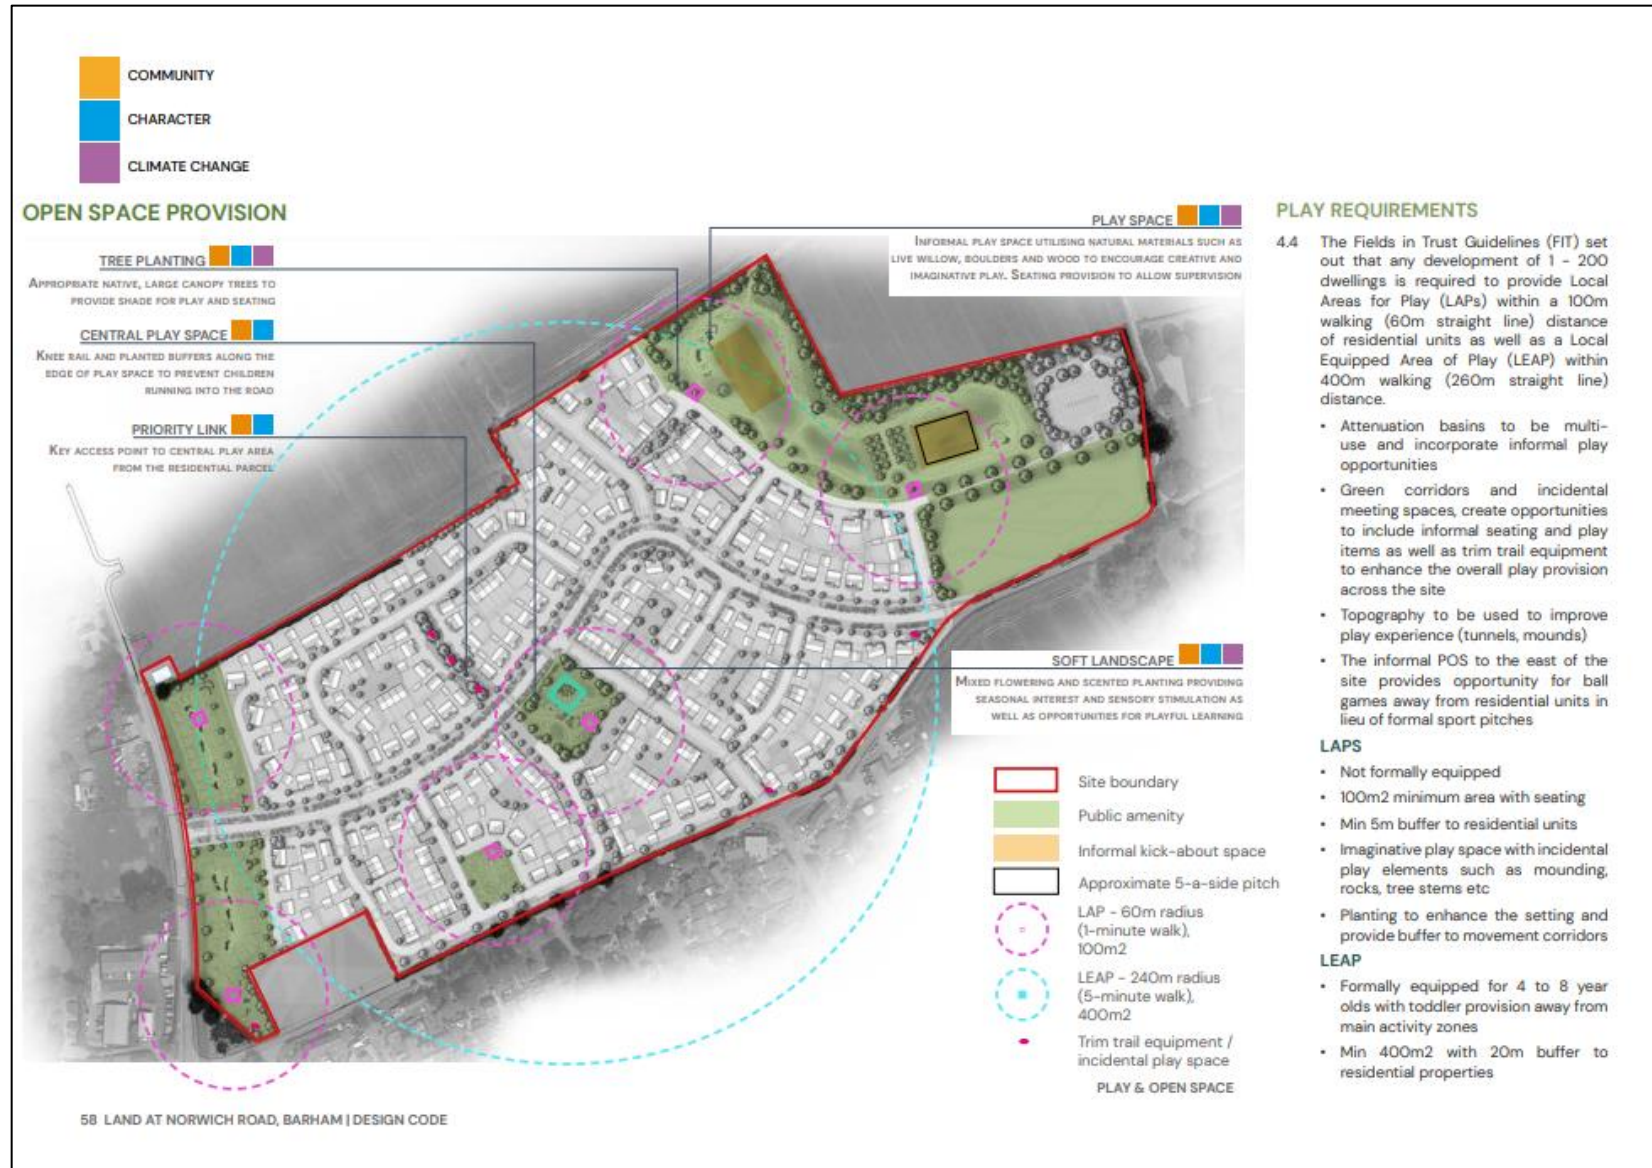 COMMUNITY
CHARACTER
CLIMATE CHANGE
OPEN SPACE PROVISION
TREE PLANTING
APPROPRIATE NATIVE, LARGE CANOPY TREES TO
PROVIDE SHADE FOR PLAY AND SEATING
CENTRAL PLAY SPACE
KNEE RAIL AND PLANTED BUFFERS ALONG THE
EDGE OF PLAY SPACE TO PREVENT CHILDREN
RUNNING INTO THE ROAD
PRIORITY LINK
KEY ACCESS POINT TO CENTRAL PLAY AREA
FROM THE RESIDENTIAL PARCEL
PLAY SPACE
INFORMAL PLAY SPACE UTILISING NATURAL MATERIALS SUCH AS
LIVE WILLOW, BOULDERS AND WOOD TO ENCOURAGE CREATIVE AND
IMAGINATIVE PLAY. SEATING PROVISION TO ALLOW SUPERVISION
SOFT LANDSCAPE
MIXED FLOWERING AND SCENTED PLANTING PROVIDING
SEASONAL INTEREST AND SENSORY STIMULATION AS
WELL AS OPPORTUNITIES FOR PLAYFUL LEARNING
Site boundary
Public amenity
Informal kick-about space
Approximate 5-a-side pitch
LAP - 60m radius
(1-minute walk),
100m2
LEAP - 240m radius
(5-minute walk),
400m2
Trim trail equipment /
incidental play space
PLAY & OPEN SPACE
PLAY REQUIREMENTS
4.4 The Fields in Trust Guidelines (FIT) set
out that any development of 1 - 200
dwellings is required to provide Local
Areas for Play (LAPs) within a 100m
walking (60m straight line) distance
of residential units as well as a Local
Equipped Area of Play (LEAP) within
400m walking (260m straight line)
distance.
• Attenuation basins to be multi-
use and incorporate informal play
opportunities
• Green corridors and incidental
meeting spaces, create opportunities
to include informal seating and play
items as well as trim trail equipment
to enhance the overall play provision
across the site
• Topography to be used to improve
play experience (tunnels, mounds)
• The informal POS to the east of the
site provides opportunity for ball
games away from residential units in
lieu of formal sport pitches
LAPS
• Not formally equipped
• 100m2 minimum area with seating
• Min 5m buffer to residential units
• Imaginative play space with incidental
play elements such as mounding,
rocks, tree stems etc
• Planting to enhance the setting and
provide buffer to movement corridors
LEAP
• Formally equipped for 4 to 8 year
olds with toddler provision away from
main activity zones
• Min 400m2 with 20m buffer to
residential properties
58 LAND AT NORWICH ROAD, BARHAM | DESIGN CODE